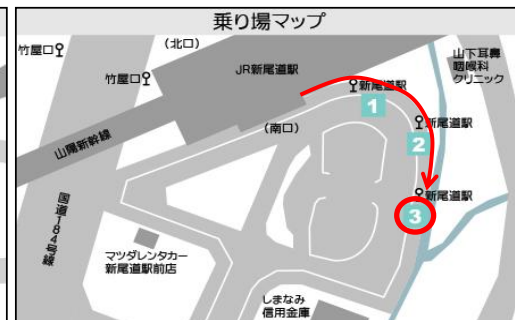 乗り場マップ
竹屋口
(北口)
竹屋口
JR新尾道駅
山下耳鼻
咽喉科
クリニック
新尾道駅
1
(南口)
新尾道駅
2
山陽新幹線
国道184号線
新尾道駅
3
マツダレンタカー
新尾道駅前店
しまなみ
信用金庫